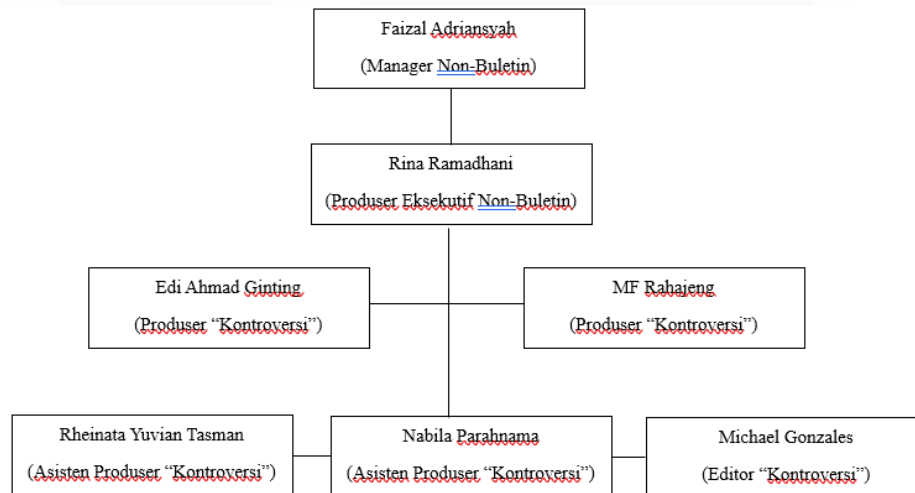 Faizal Adriansyah
(Manager Non-Buletin)
Rina Ramadhani
(Produser Eksekutif Non-Buletin)
Edi Ahmad Ginting
(Produser “Kontroversi”)
MF Rahajeng
(Produser “Kontroversi”)
Rheinata Yuvian Tasman
(Asisten Produser “Kontroversi”)
Nabila Parahnama
(Asisten Produser “Kontroversi”)
Michael Gonzales
(Editor “Kontroversi”)